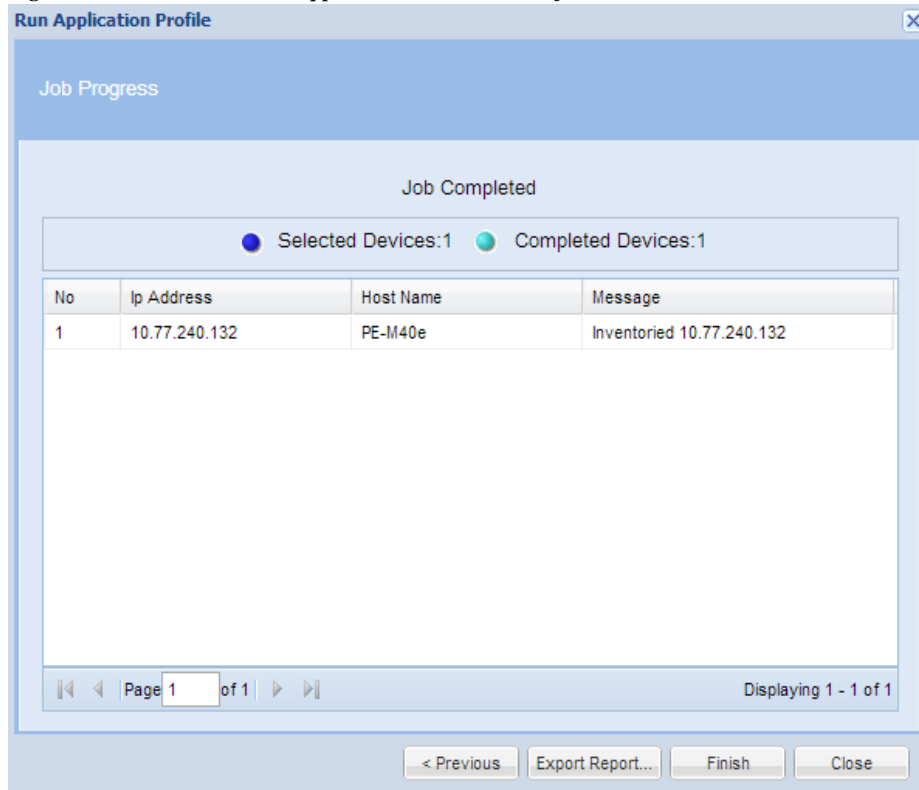 Run Application Profile
Job Progress
Job Completed
Selected Devices:1 Completed Devices:1
No Ip Address Host Name Message
1 10.77.240.132 PE-M40e Inventoried 10.77.240.132
Page 1 of 1 Displaying 1 - 1 of 1
< Previous Export Report... Finish Close